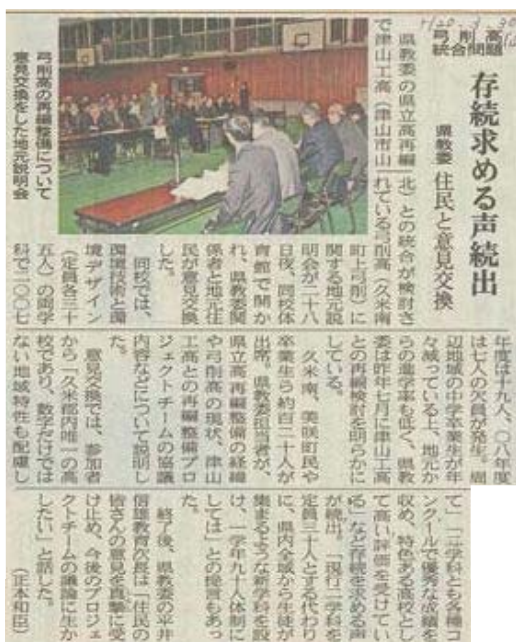 H20.3.30
弓削高
統合問題
存続求める声続出
県教委 住民と意見交換
弓削高の再編整備について
意見交換をした地元説明会
県教委の県立高再編
で津山工高（津山市山
北）との統合が検討さ
れている弓削高（久米南
町上弓削）に
関する地元説
明会が二十八
日夜、同校体
育館で開か
れ、県教委関
係者と地元住
民が意見交換
した。
同校では、
環境技術と環
境デザイン
（定員各三十
五人）の両学
科で二〇〇七
年度は十九人、〇八年度
は七人の欠員が発生。周
辺地域の中学卒業生が年
々減っている上、地元か
らの進学率も低く、県教
委は昨年七月に津山工高
との再編検討を明らかに
している。
久米南、美咲町民や
卒業生ら約百二十人が
出席。県教委担当者が、
県立高再編整備の経緯
や弓削高の現状、津山
工高との再編整備プロ
ジェクトチームの協議
内容などについて説明し
た。
意見交換では、参加者
から「久米郡内唯一の高
校であり、数字だけでは
ない地域特性も配慮し
て」「二学科とも各種コ
ンクールで優秀な成績を
収め、特色ある高校とし
て高い評価を受けてい
る」など存続を求める声
が続出。「現行二学科を
定員三十人とする代わり
に、県内全域から生徒が
集まるような新学科を設
け、一学年九十人体制に
しては」との提言もあっ
た。
終了後、県教委の平井
信雄教育次長は「住民の
皆さんの意見を真摯に受
け止め、今後のプロジェ
クトチームの議論に生か
したい」と話した。
（正本和臣）